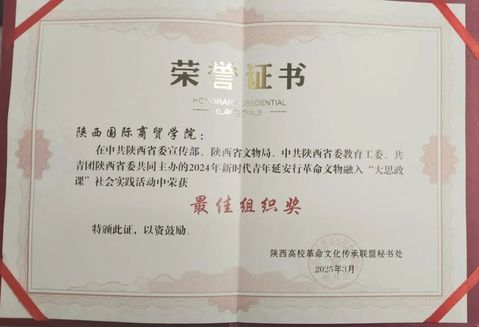 荣誉证书
HONORARY CREDENTIAL
陕西国际商贸学院：
在中共陕西省委宣传部、陕西省文物局、中共陕西省委教育工委、共
青团陕西省委共同主办的2024年新时代青年延安行革命文物融入“大思政
课”社会实践活动中荣获
最佳组织奖
特颁此证，以资鼓励。
陕西高校革命文化传承联盟秘书处
2025年3月